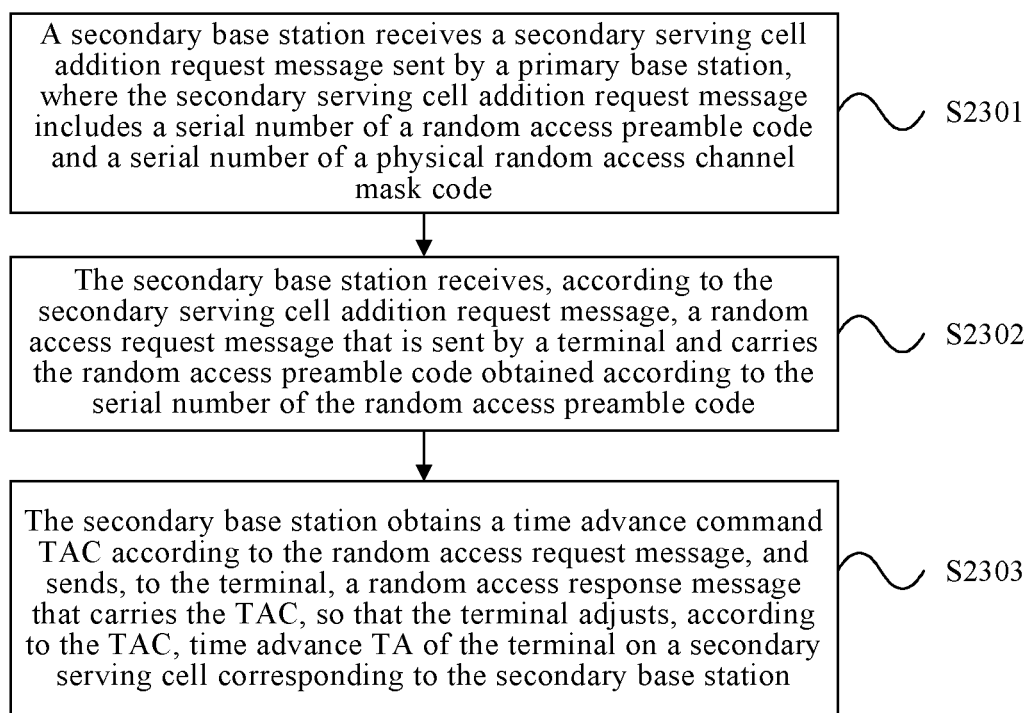 A secondary base station receives a secondary serving cell
addition request message sent by a primary base station,
where the secondary serving cell addition request message
includes a serial number of a random access preamble code
and a serial number of a physical random access channel
mask code
S2301
The secondary base station receives, according to the
secondary serving cell addition request message, a random
access request message that is sent by a terminal and carries
the random access preamble code obtained according to the
serial number of the random access preamble code
S2302
The secondary base station obtains a time advance command
TAC according to the random access request message, and
sends, to the terminal, a random access response message
that carries the TAC, so that the terminal adjusts, according
to the TAC, time advance TA of the terminal on a secondary
serving cell corresponding to the secondary base station
S2303